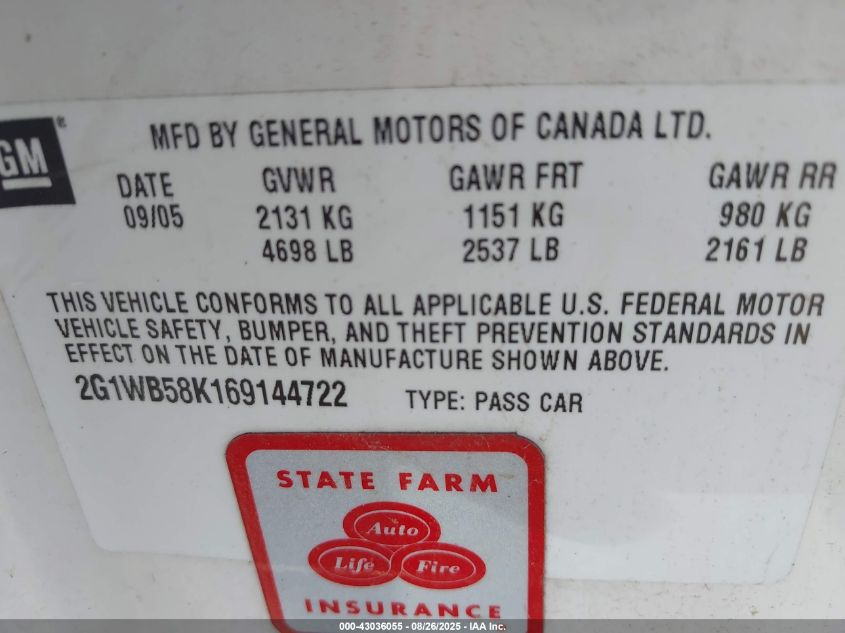 GM®
MFD BY GENERAL MOTORS OF CANADA LTD.
DATE GVWR GAWR FRT GAWR RR
09/05 2131 KG 1151 KG 980 KG
4698 LB 2537 LB 2161 LB
THIS VEHICLE CONFORMS TO ALL APPLICABLE U.S. FEDERAL MOTOR
VEHICLE SAFETY, BUMPER, AND THEFT PREVENTION STANDARDS IN
EFFECT ON THE DATE OF MANUFACTURE SHOWN ABOVE.
2G1WB58K169144722 TYPE: PASS CAR
STATE FARM
Auto
Life Fire
INSURANCE
000-43036055 - 08/26/2025 - IAA Inc.